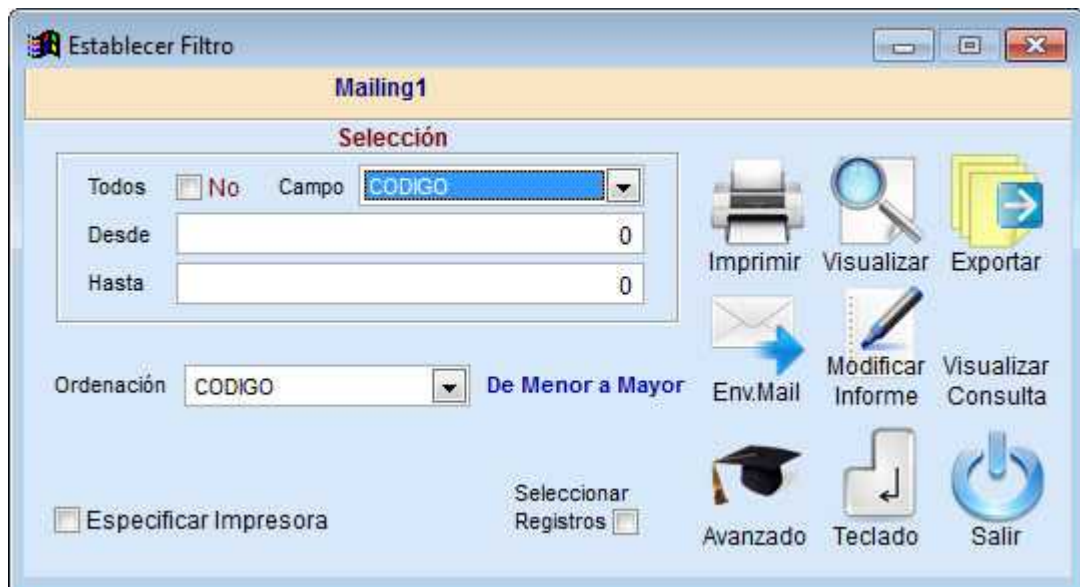 Establecer Filtro
Mailing1
Selección
Todos No Campo CODIGO
Desde 0
Hasta 0
Ordenación CODIGO De Menor a Mayor
Especificar Impresora
Seleccionar
Registros
Imprimir Visualizar Exportar
Env.Mail Modificar Informe Visualizar Consulta
Avanzado Teclado Salir